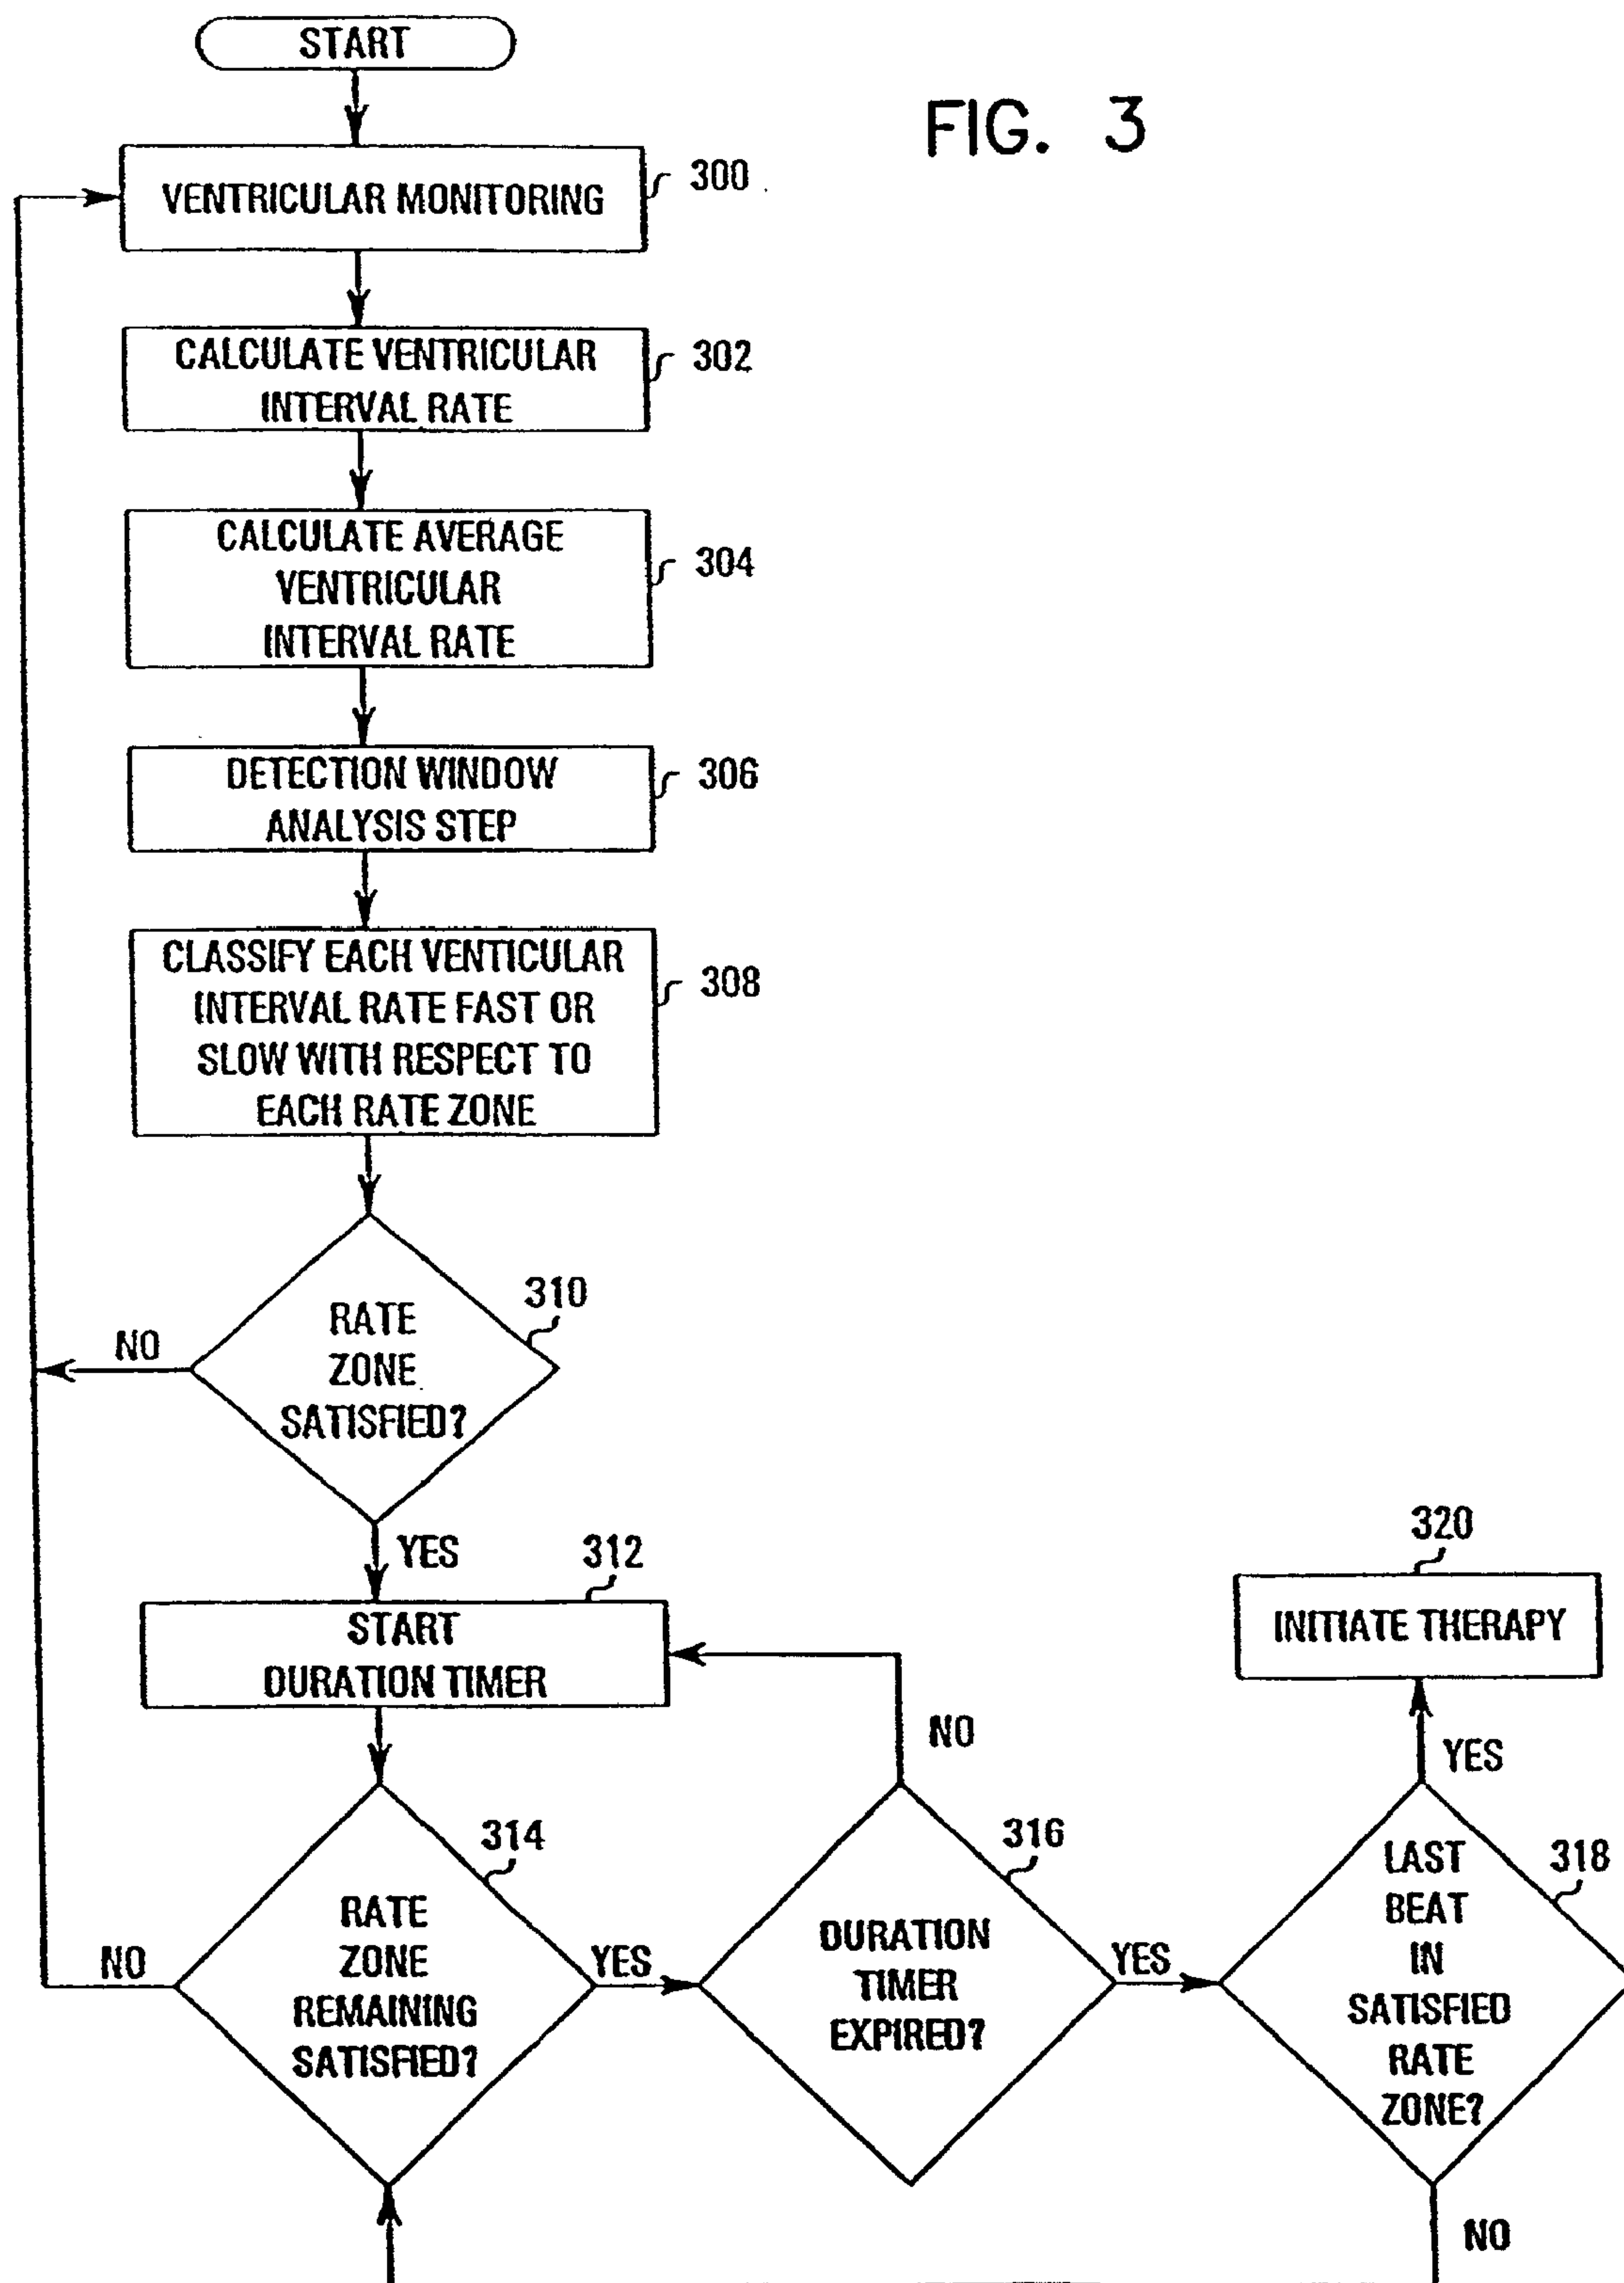 START
FIG. 3
VENTRICULAR MONITORING
300
CALCULATE VENTRICULAR
INTERVAL RATE
302
CALCULATE AVERAGE
VENTRICULAR
INTERVAL RATE
304
DETECTION WINDOW
ANALYSIS STEP
306
CLASSIFY EACH VENTICULAR
INTERVAL RATE FAST OR
SLOW WITH RESPECT TO
EACH RATE ZONE
308
RATE
ZONE
SATISFIED?
310
NO
YES
START
DURATION TIMER
312
RATE
ZONE
REMAINING
SATISFIED?
314
NO
YES
DURATION
TIMER
EXPIRED?
316
NO
YES
LAST
BEAT
IN
SATISFIED
RATE
ZONE?
318
YES
NO
INITIATE THERAPY
320